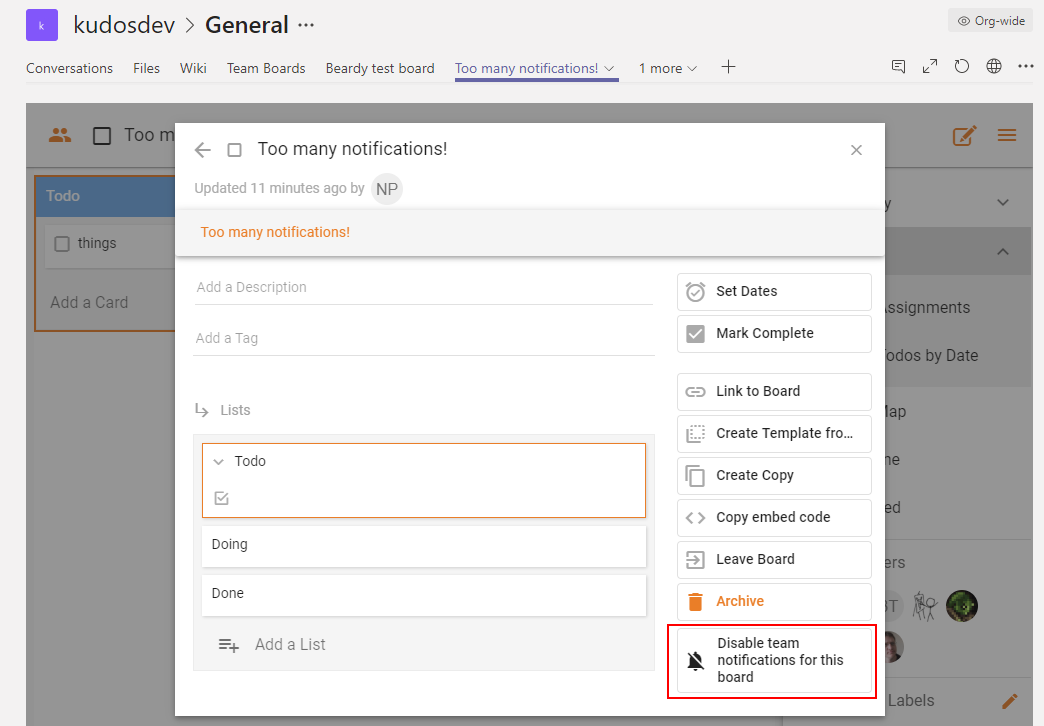 k kudosdev > General ...
Org-wide
Conversations Files Wiki Team Boards Beardy test board Too many notifications! 1 more
Too m
Too many notifications!
Updated 11 minutes ago by NP
Too many notifications!
Todo
things
Add a Card
Add a Description
Add a Tag
Lists
Todo
Doing
Done
Add a List
Set Dates
Mark Complete
Link to Board
Create Template fro...
Create Copy
Copy embed code
Leave Board
Archive
Disable team
notifications for this
board
y
ssignments
odos by Date
ap
ne
ed
ers
Labels